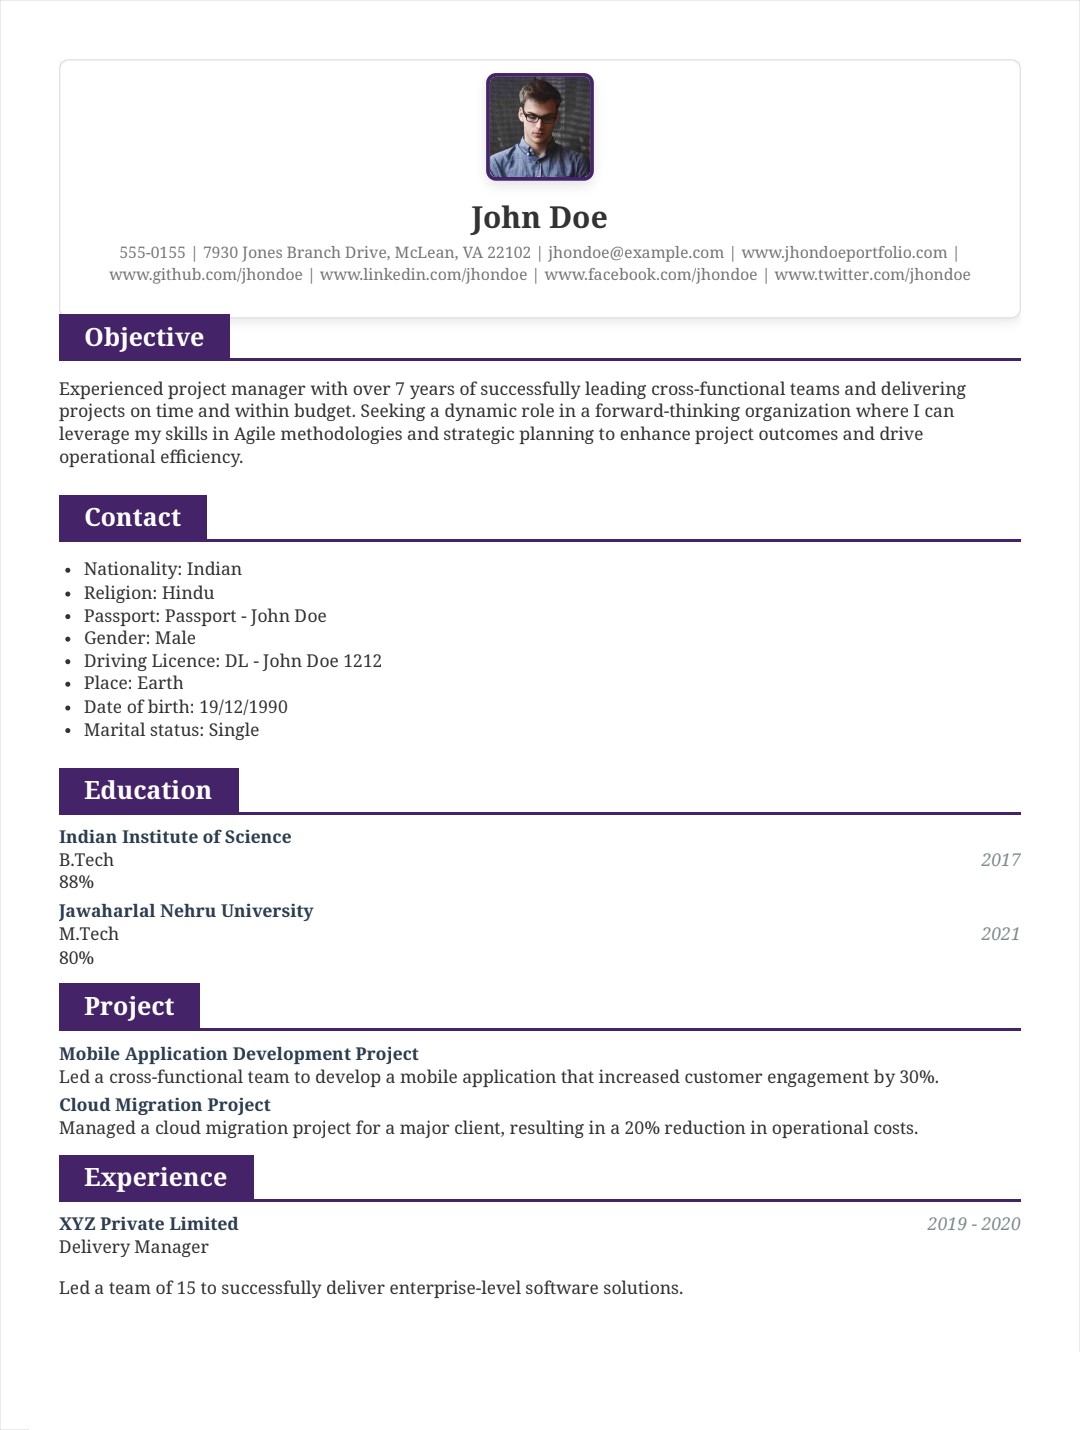 John Doe
555-0155 | 7930 Jones Branch Drive, McLean, VA 22102 | jhondoe@example.com | www.jhondoeportfolio.com |
www.github.com/jhondoe | www.linkedin.com/jhondoe | www.facebook.com/jhondoe | www.twitter.com/jhondoe
Objective
Experienced project manager with over 7 years of successfully leading cross-functional teams and delivering
projects on time and within budget. Seeking a dynamic role in a forward-thinking organization where I can
leverage my skills in Agile methodologies and strategic planning to enhance project outcomes and drive
operational efficiency.
Contact
• Nationality: Indian
• Religion: Hindu
• Passport: Passport - John Doe
• Gender: Male
• Driving Licence: DL - John Doe 1212
• Place: Earth
• Date of birth: 19/12/1990
• Marital status: Single
Education
Indian Institute of Science
B.Tech 2017
88%
Jawaharlal Nehru University
M.Tech 2021
80%
Project
Mobile Application Development Project
Led a cross-functional team to develop a mobile application that increased customer engagement by 30%.
Cloud Migration Project
Managed a cloud migration project for a major client, resulting in a 20% reduction in operational costs.
Experience
XYZ Private Limited 2019 - 2020
Delivery Manager
Led a team of 15 to successfully deliver enterprise-level software solutions.